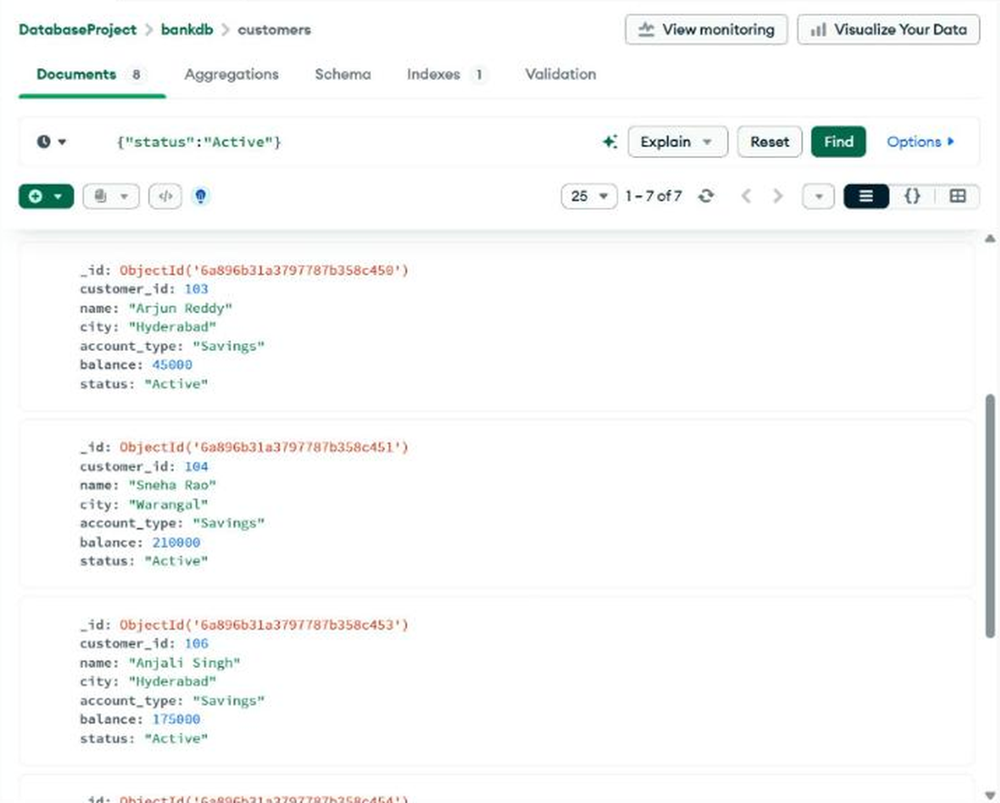 DatabaseProject > bankdb > customers
View monitoring
Visualize Your Data
Documents 8 Aggregations Schema Indexes 1 Validation
{"status":"Active"}
Explain Reset Find Options
25 1 – 7 of 7 {}
_id: ObjectId('6a896b31a3797787b358c450')
customer_id: 103
name: "Arjun Reddy"
city: "Hyderabad"
account_type: "Savings"
balance: 45000
status: "Active"
_id: ObjectId('6a896b31a3797787b358c451')
customer_id: 104
name: "Sneha Rao"
city: "Warangal"
account_type: "Savings"
balance: 210000
status: "Active"
_id: ObjectId('6a896b31a3797787b358c453')
customer_id: 106
name: "Anjali Singh"
city: "Hyderabad"
account_type: "Savings"
balance: 175000
status: "Active"
_id: ObjectId('6a896b31a3797787b358c454')